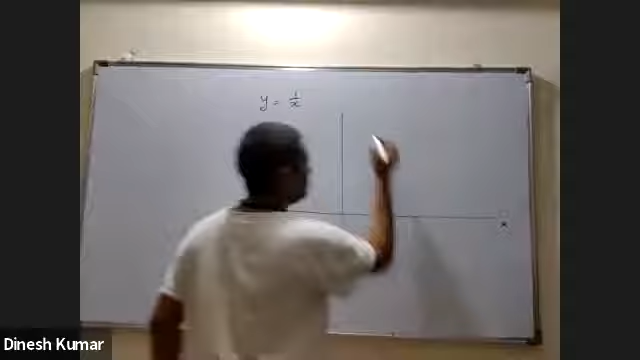 y = 1/x
x
Dinesh Kumar